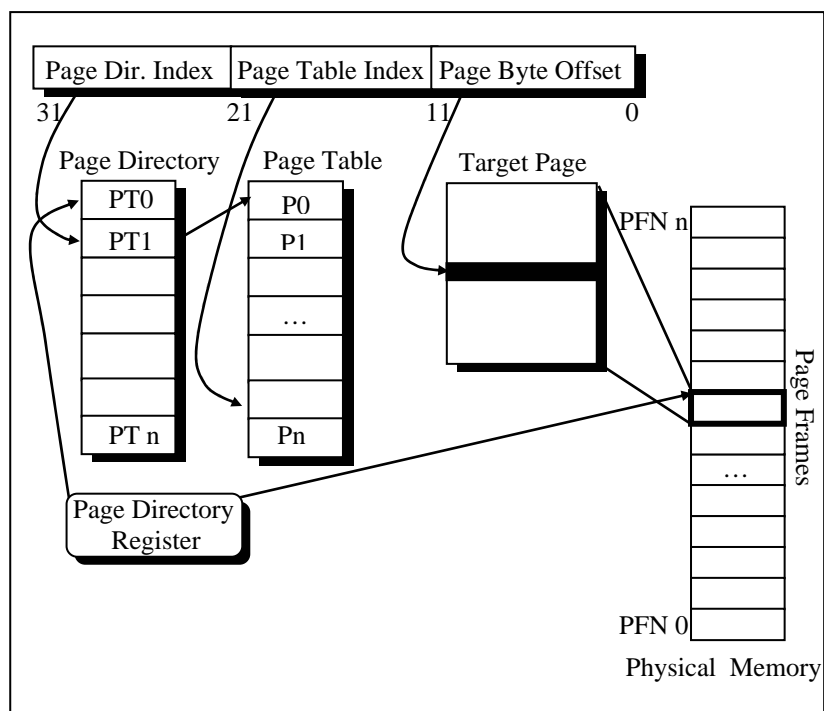 Page Dir. Index Page Table Index Page Byte Offset
31 21 11 0
Page Directory
PT0
PT1
PT n
Page Table
P0
P1
…
Pn
Target Page
PFN n
…
PFN 0
Page Frames
Physical Memory
Page Directory
Register